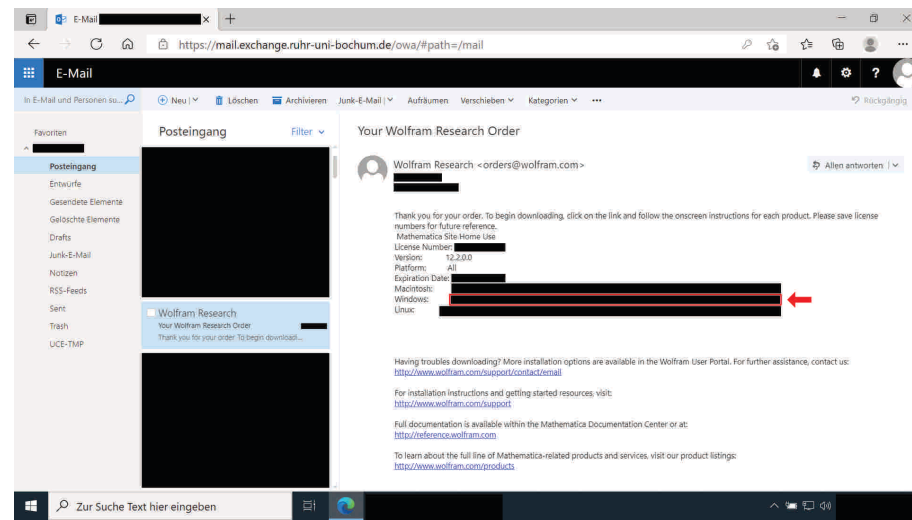 E-Mail
https://mail.exchange.ruhr-uni-bochum.de/owa/#path=/mail
E-Mail
?
In E-Mail und Personen su...
Neu
Löschen
Archivieren
Junk-E-Mail
Aufräumen
Verschieben
Kategorien
Rückgängig
Favoriten
Posteingang
Entwürfe
Gesendete Elemente
Gelöschte Elemente
Drafts
Junk-E-Mail
Notizen
RSS-Feeds
Sent
Trash
UCE-TMP
Posteingang
Filter
Wolfram Research
Your Wolfram Research Order
Thank you for your order. To begin downloadi...
Your Wolfram Research Order
Wolfram Research <orders@wolfram.com>
Allen antworten
Thank you for your order. To begin downloading, click on the link and follow the onscreen instructions for each product. Please save license
numbers for future reference.
Mathematica Site Home Use
License Number:
Version: 12.2.0.0
Platform: All
Expiration Date:
Macintosh:
Windows:
Linux:
Having troubles downloading? More installation options are available in the Wolfram User Portal. For further assistance, contact us:
http://www.wolfram.com/support/contact/email
For installation instructions and getting started resources, visit:
http://www.wolfram.com/support
Full documentation is available within the Mathematica Documentation Center or at:
http://reference.wolfram.com
To learn about the full line of Mathematica-related products and services, visit our product listings:
http://www.wolfram.com/products
Zur Suche Text hier eingeben